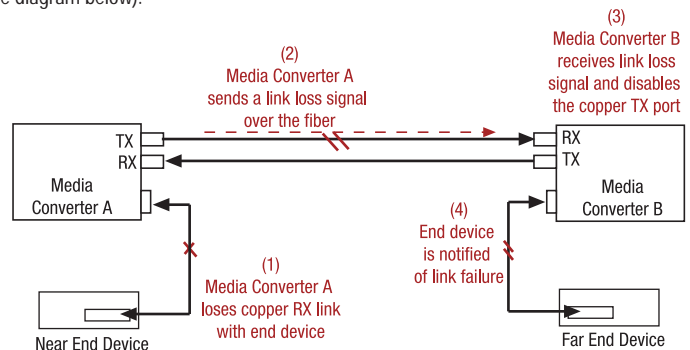 e diagram below).
(3)
Media Converter B
receives link loss
signal and disables
the copper TX port
(2)
Media Converter A
sends a link loss signal
over the fiber
TX
RX
Media
Converter A
RX
TX
Media
Converter B
(1)
Media Converter A
loses copper RX link
with end device
(4)
End device
is notified
of link failure
Near End Device
Far End Device